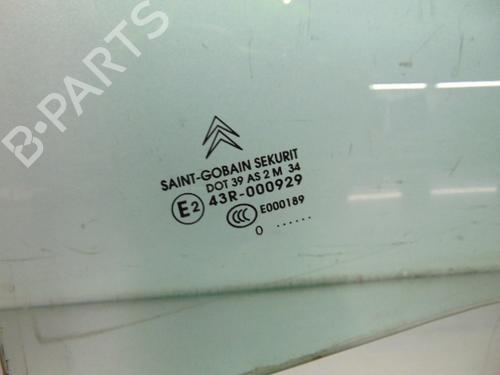 B-PARTS
SAINT-GOBAIN SEKURIT
DOT 39 AS 2 M 34
E2 43R-000929
CCC E000189
0 ......